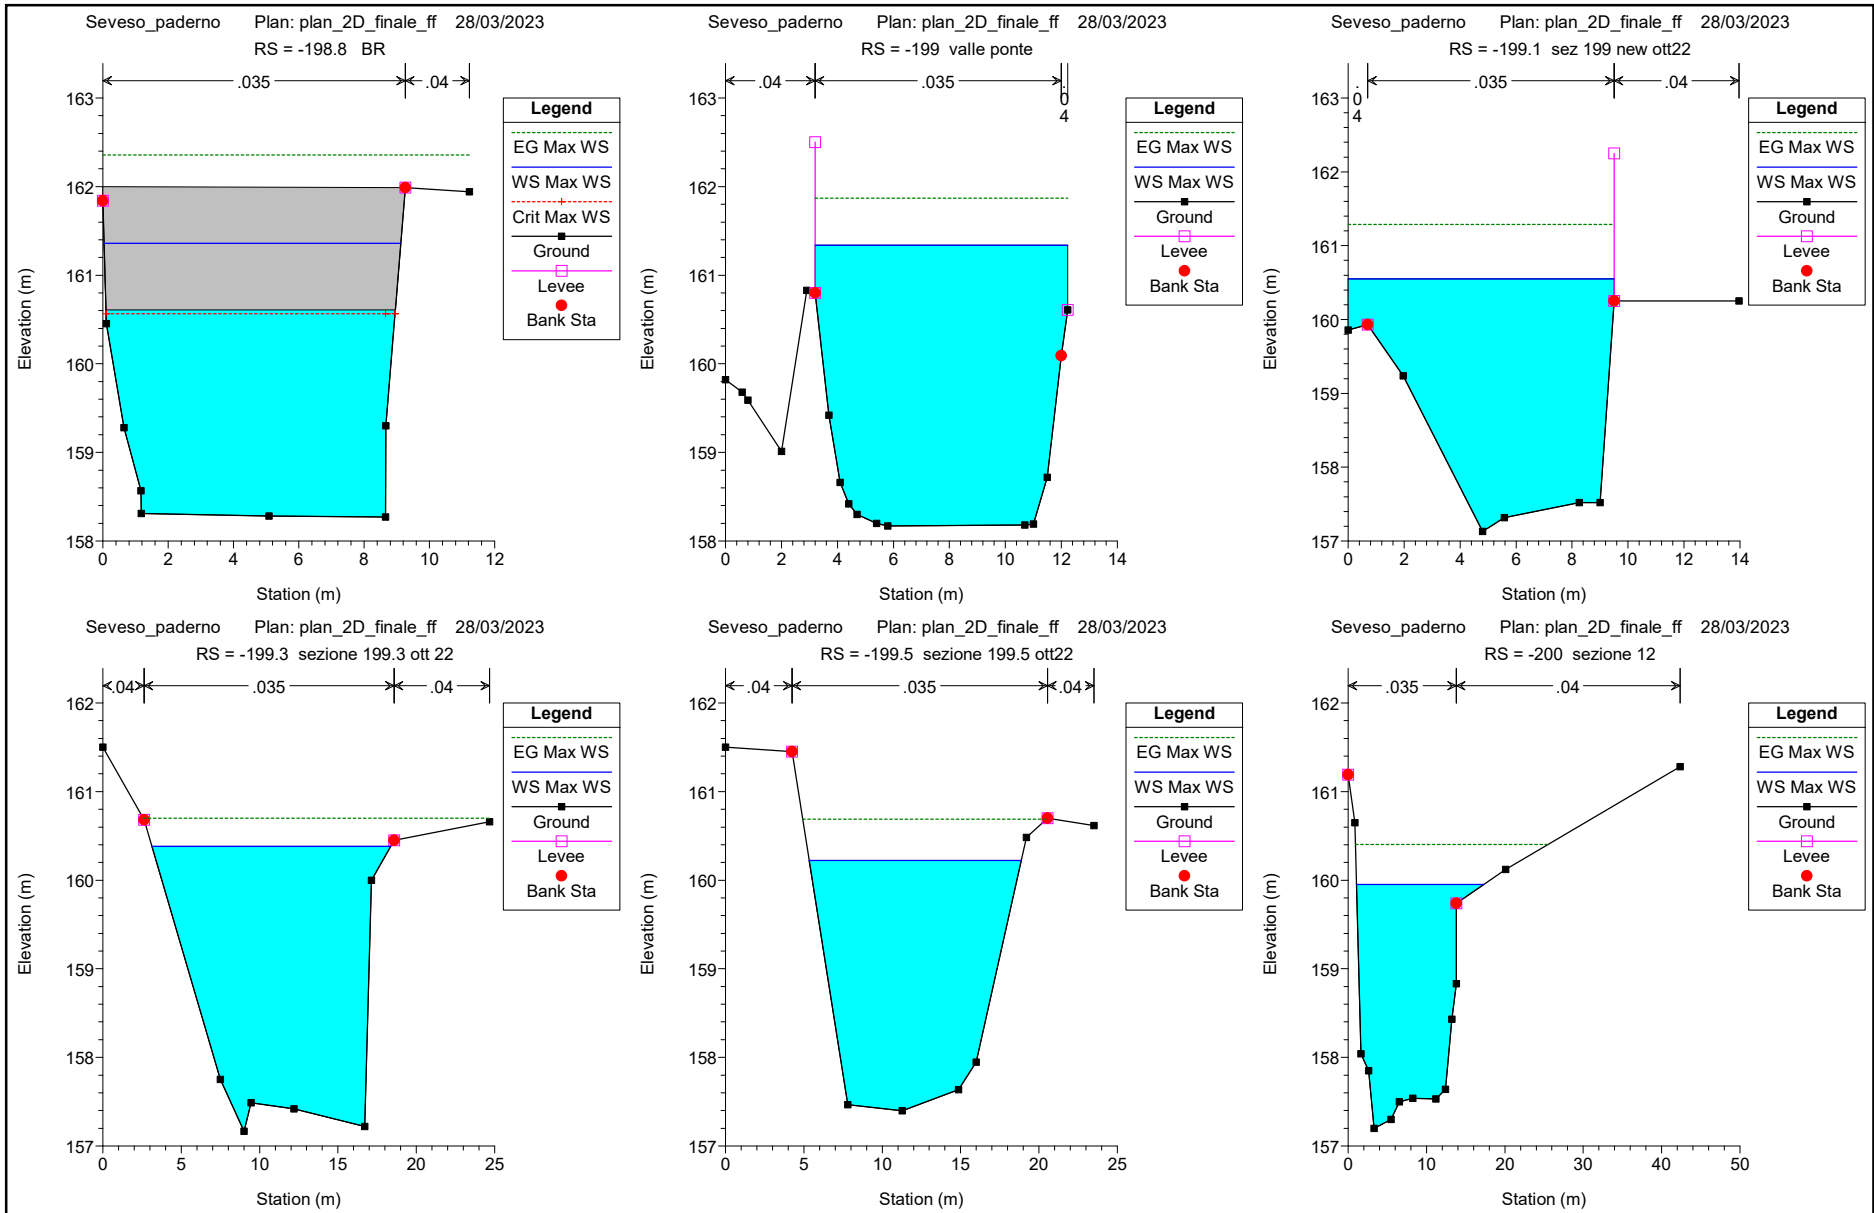 Seveso_paderno Plan: plan_2D_finale_ff 28/03/2023
RS = -198.8 BR
.035 .04
163
162
161
160
159
158
0 2 4 6 8 10 12
Elevation (m)
Station (m)
Legend
EG Max WS
WS Max WS
Crit Max WS
Ground
Levee
Bank Sta
Seveso_paderno Plan: plan_2D_finale_ff 28/03/2023
RS = -199 valle ponte
.04 .035 .04
163
162
161
160
159
158
0 2 4 6 8 10 12 14
Elevation (m)
Station (m)
Legend
EG Max WS
WS Max WS
Ground
Levee
Bank Sta
Seveso_paderno Plan: plan_2D_finale_ff 28/03/2023
RS = -199.1 sez 199 new ott22
.04 .035 .04
163
162
161
160
159
158
157
0 2 4 6 8 10 12 14
Elevation (m)
Station (m)
Legend
EG Max WS
WS Max WS
Ground
Levee
Bank Sta
Seveso_paderno Plan: plan_2D_finale_ff 28/03/2023
RS = -199.3 sezione 199.3 ott 22
.04 .035 .04
162
161
160
159
158
157
0 5 10 15 20 25
Elevation (m)
Station (m)
Legend
EG Max WS
WS Max WS
Ground
Levee
Bank Sta
Seveso_paderno Plan: plan_2D_finale_ff 28/03/2023
RS = -199.5 sezione 199.5 ott22
.04 .035 .04
162
161
160
159
158
157
0 5 10 15 20 25
Elevation (m)
Station (m)
Legend
EG Max WS
WS Max WS
Ground
Levee
Bank Sta
Seveso_paderno Plan: plan_2D_finale_ff 28/03/2023
RS = -200 sezione 12
.035 .04
162
161
160
159
158
157
0 10 20 30 40 50
Elevation (m)
Station (m)
Legend
EG Max WS
WS Max WS
Ground
Levee
Bank Sta